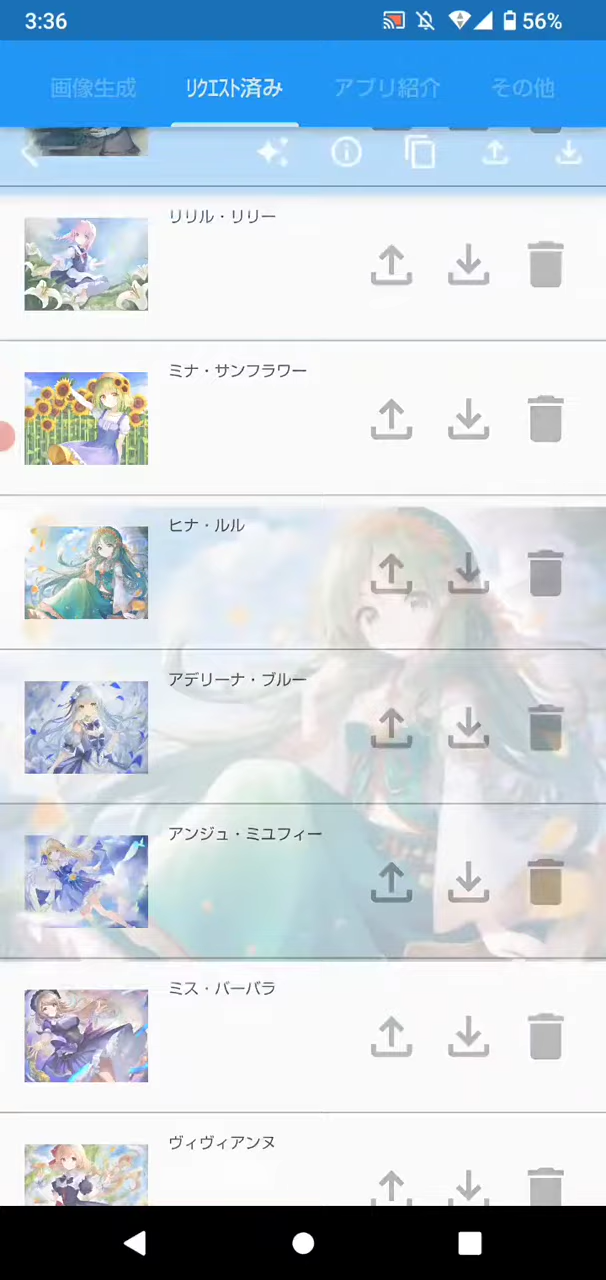 3:36
56%
画像生成 リクエスト済み アプリ紹介 その他
リリル・リリー
ミナ・サンフラワー
ヒナ・ルル
アデリーナ・ブルー
アンジュ・ミユフィー
ミス・バーバラ
ヴィヴィアンヌ